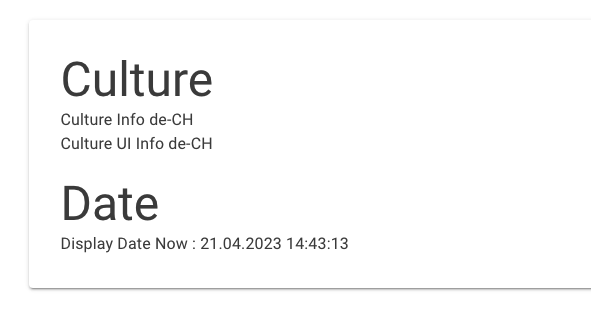 Culture
Culture Info de-CH
Culture UI Info de-CH
Date
Display Date Now : 21.04.2023 14:43:13